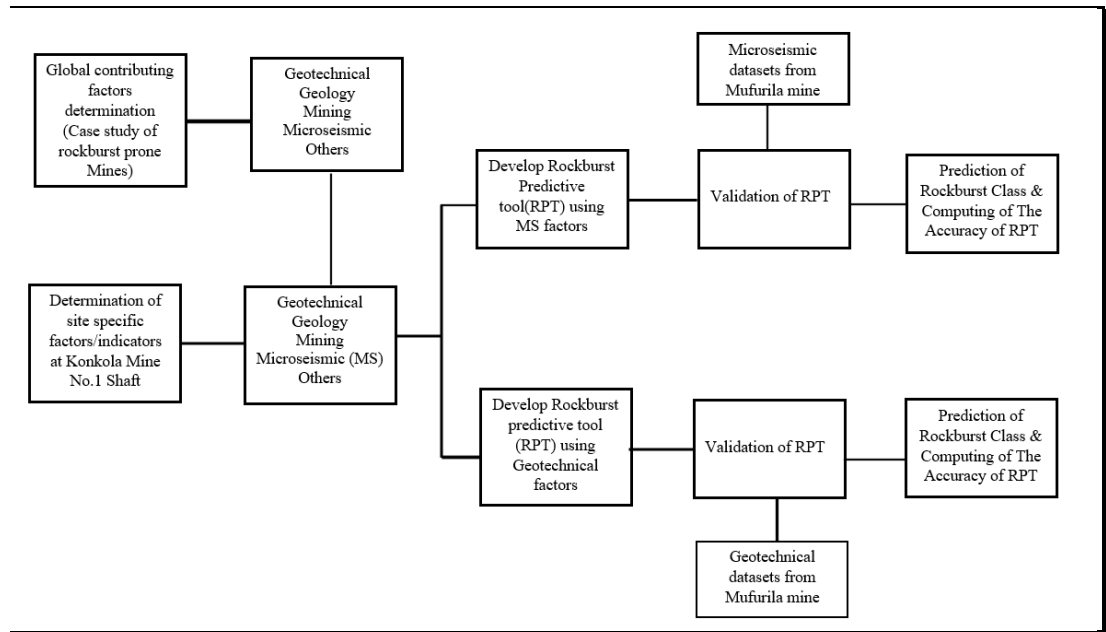 Global contributing
factors
determination
(Case study of
rockburst prone
Mines)
Geotechnical
Geology
Mining
Microseismic
Others
Determination of
site specific
factors/indicators
at Konkola Mine
No.1 Shaft
Geotechnical
Geology
Mining
Microseismic (MS)
Others
Develop Rockburst
Predictive
tool(RPT) using
MS factors
Microseismic
datasets from
Mufurila mine
Validation of RPT
Prediction of
Rockburst Class &
Computing of The
Accuracy of RPT
Develop Rockburst
predictive tool
(RPT) using
Geotechnical
factors
Validation of RPT
Geotechnical
datasets from
Mufurila mine
Prediction of
Rockburst Class &
Computing of The
Accuracy of RPT